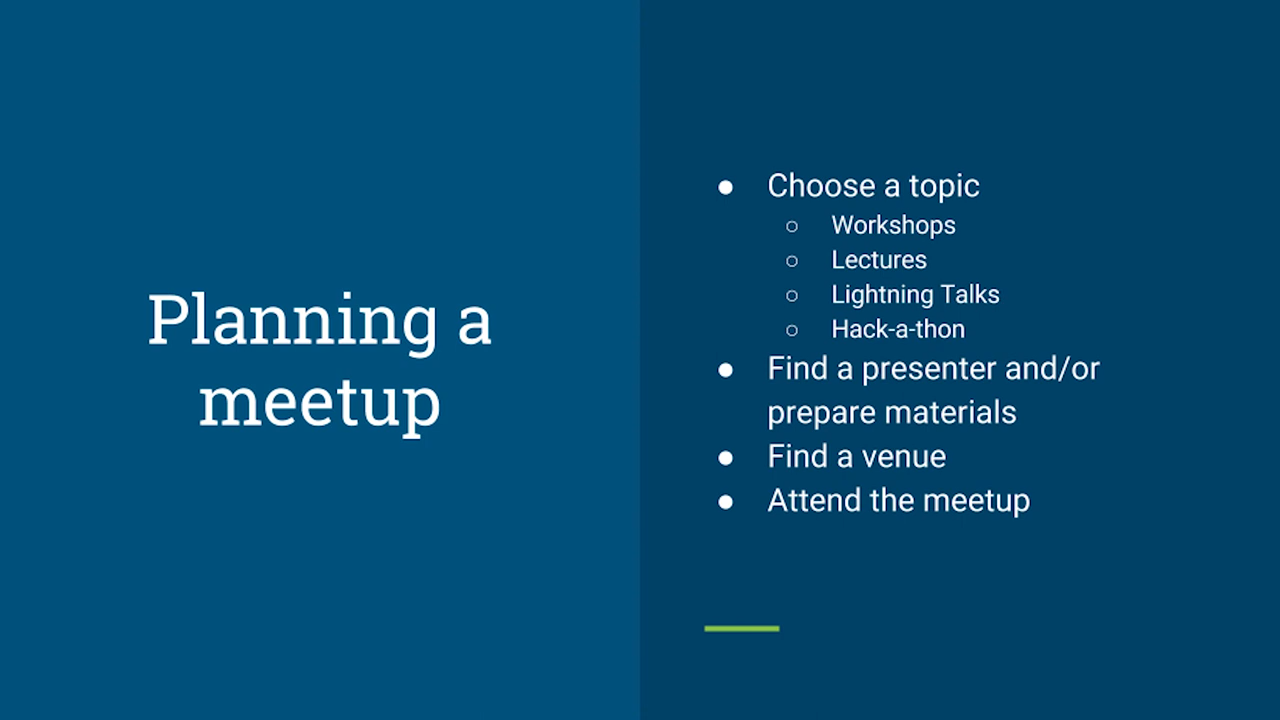 Planning a
meetup
● Choose a topic
○ Workshops
○ Lectures
○ Lightning Talks
○ Hack-a-thon
● Find a presenter and/or
prepare materials
● Find a venue
● Attend the meetup